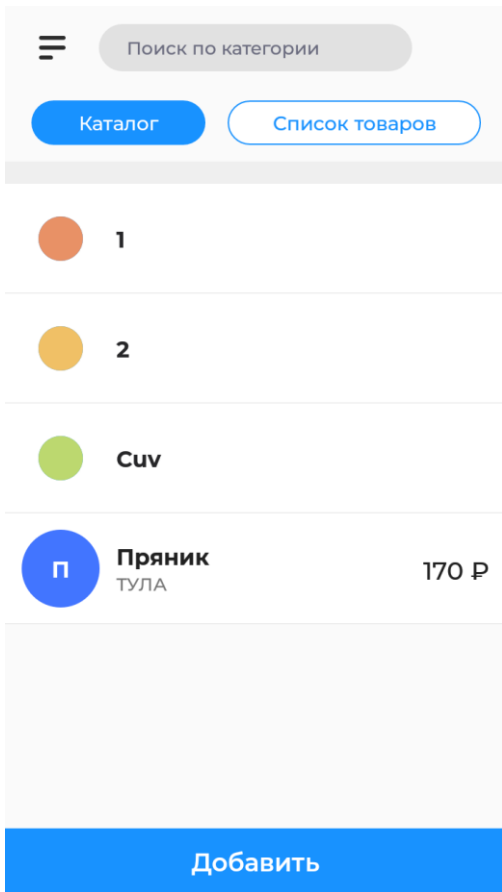 Поиск по категории
Каталог
Список товаров
1
2
Cuv
П
Пряник
ТУЛА
170 ₽
Добавить